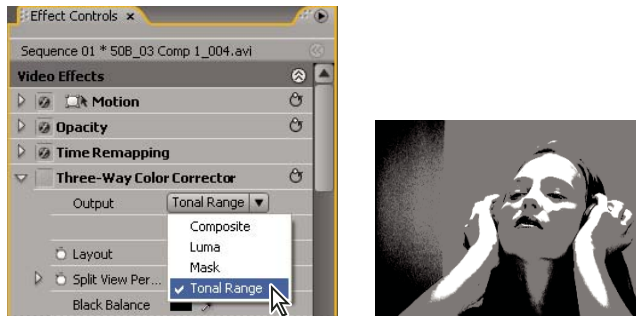 Effect Controls ×
Sequence 01 * 50B_03 Comp 1_004.avi
Video Effects
Motion
Opacity
Time Remapping
Three-Way Color Corrector
Output Tonal Range
Composite
Luma
Mask
Tonal Range
Layout
Split View Per...
Black Balance